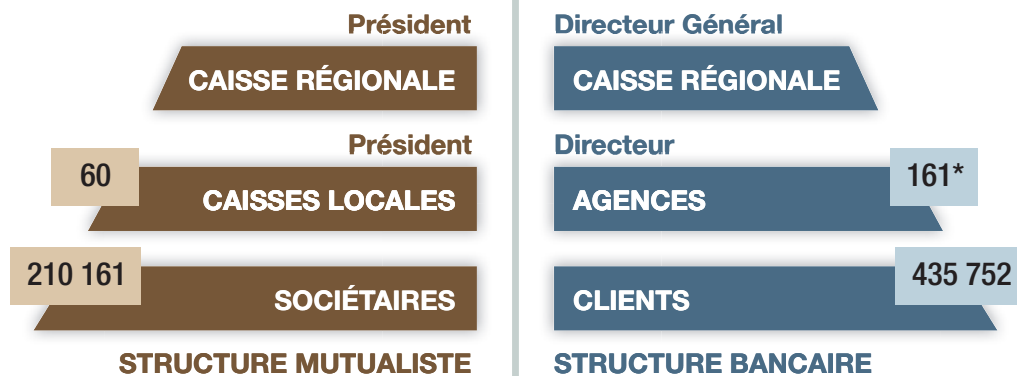 Président
CAISSE RÉGIONALE
Président
60
CAISSES LOCALES
210 161
SOCIÉTAIRES
STRUCTURE MUTUALISTE
Directeur Général
CAISSE RÉGIONALE
Directeur
161*
AGENCES
435 752
CLIENTS
STRUCTURE BANCAIRE